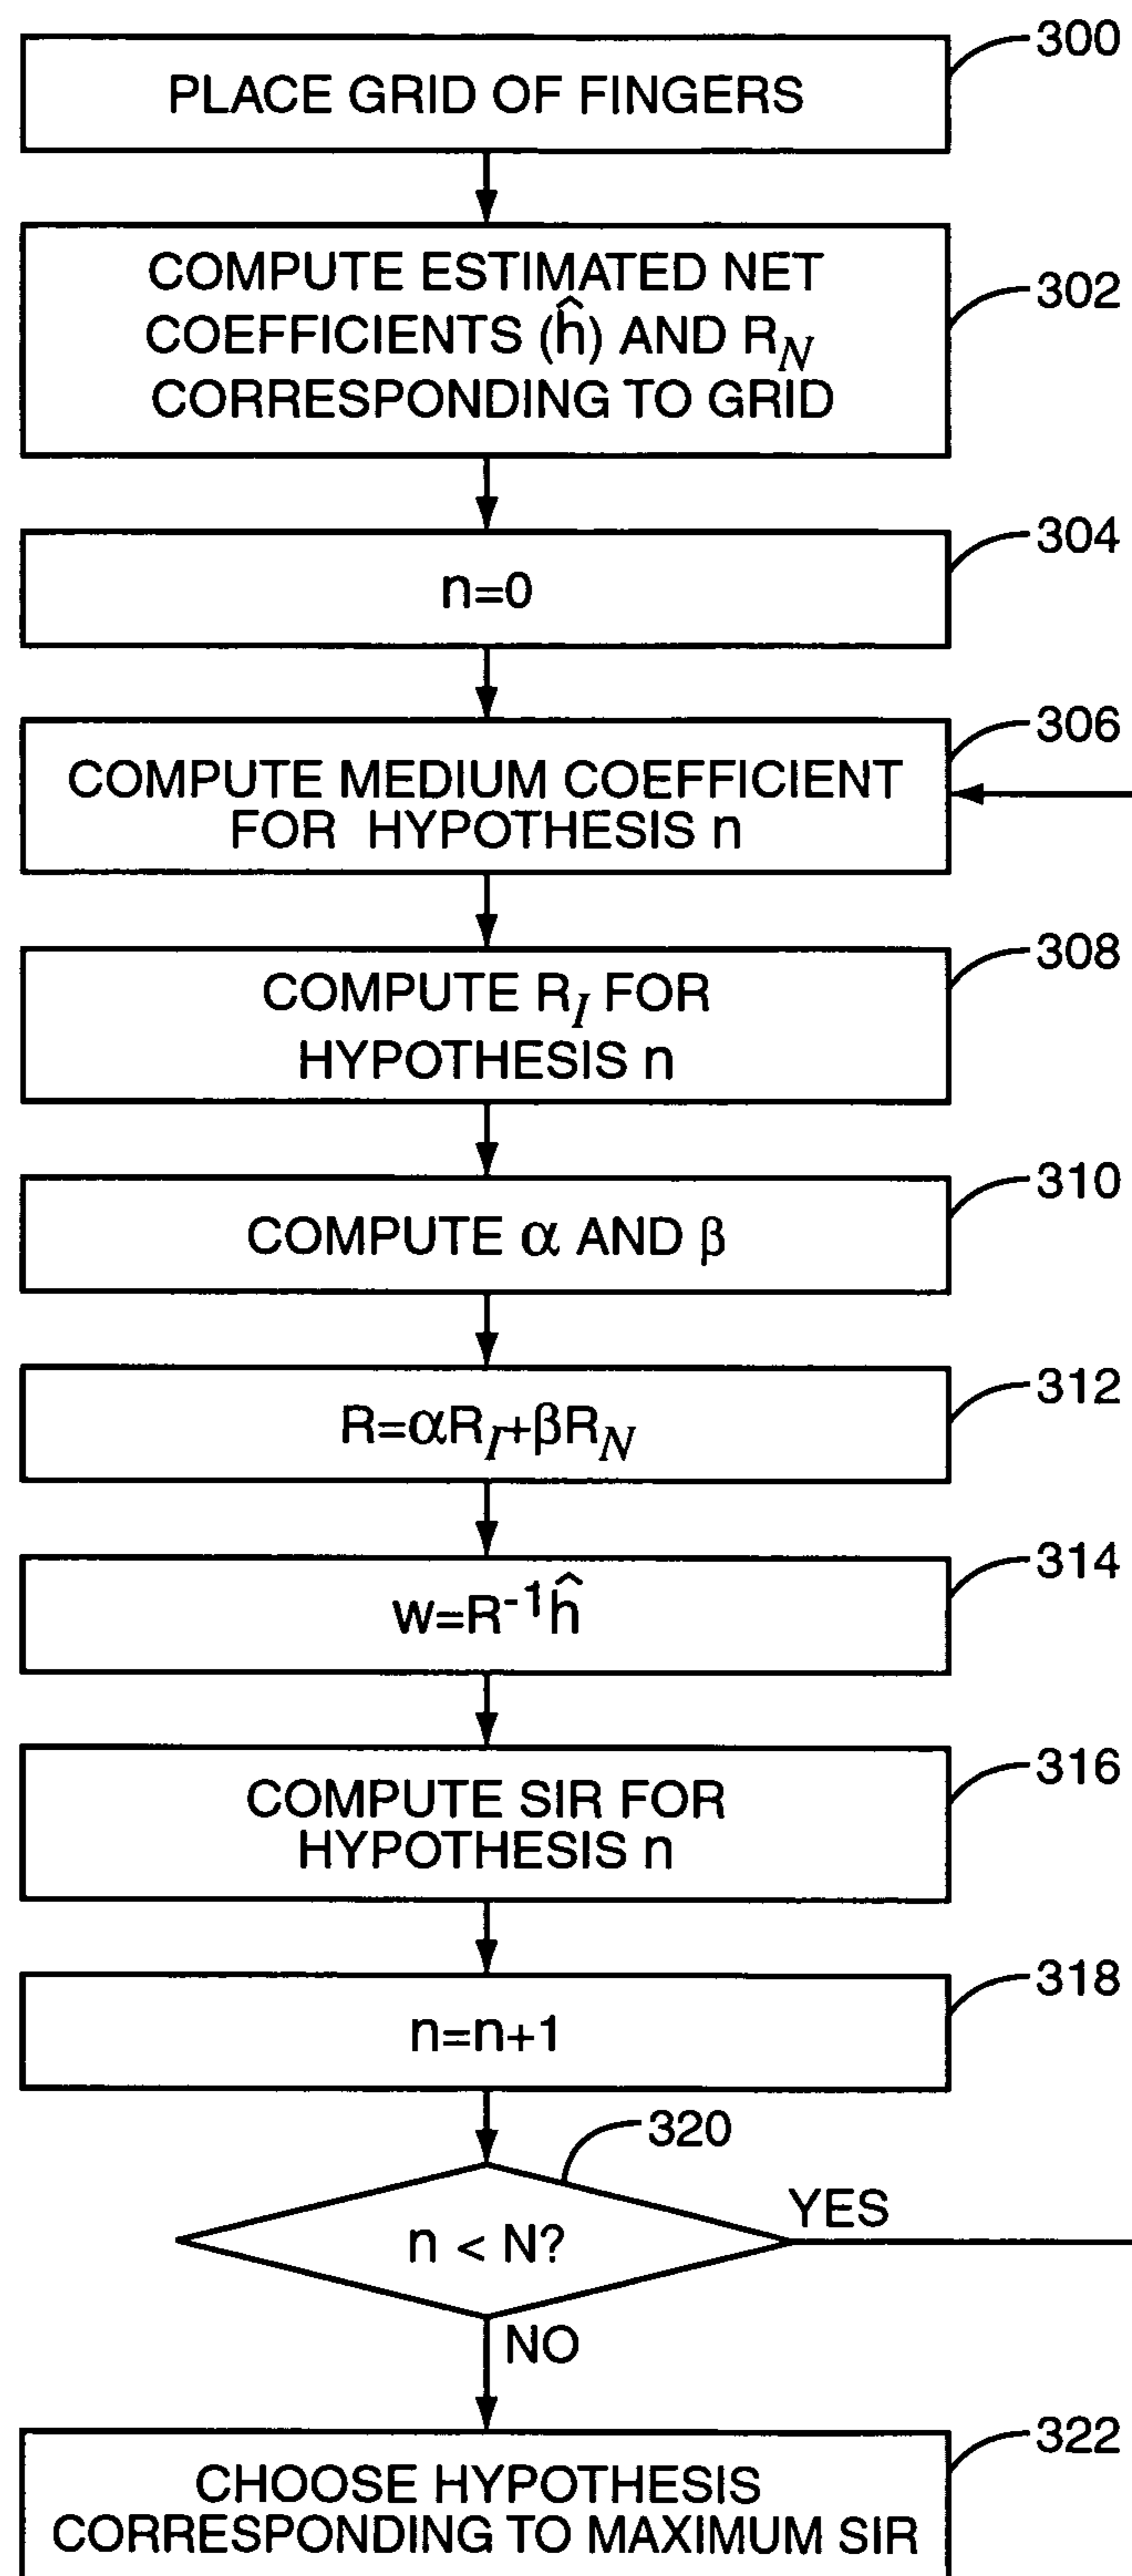 300
PLACE GRID OF FINGERS
COMPUTE ESTIMATED NET
COEFFICIENTS (ĥ) AND R_N
CORRESPONDING TO GRID
302
304
n=0
306
COMPUTE MEDIUM COEFFICIENT
FOR HYPOTHESIS n
308
COMPUTE R_I FOR
HYPOTHESIS n
310
COMPUTE α AND β
312
R=αR_I+βR_N
314
w=R⁻¹ĥ
316
COMPUTE SIR FOR
HYPOTHESIS n
318
n=n+1
320
YES
n < N?
NO
322
CHOOSE HYPOTHESIS
CORRESPONDING TO MAXIMUM SIR